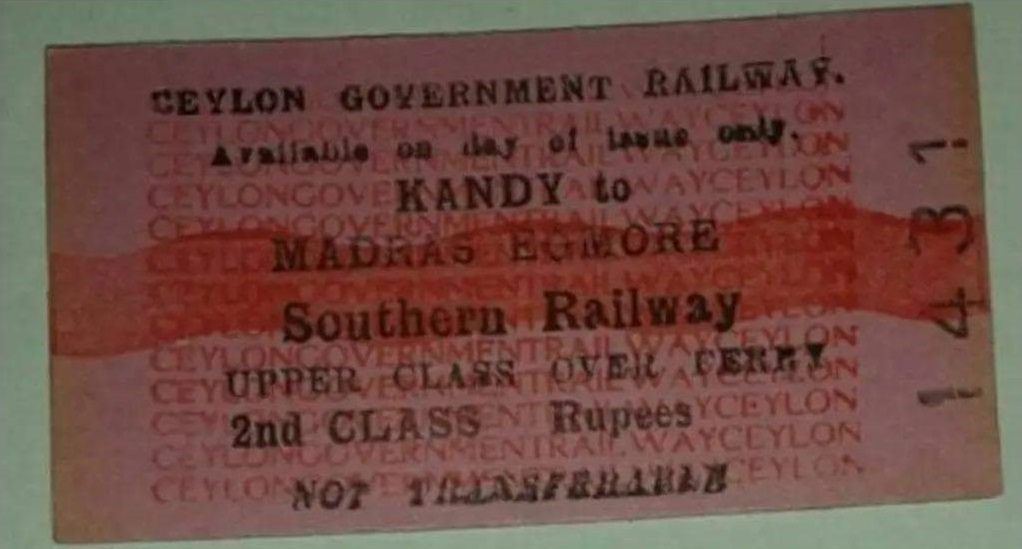 CEYLON GOVERNMENT RAILWAY.
Available on day of issue only.
KANDY to
MADRAS EGMORE
Southern Railway
UPPER CLASS OVER FERRY
2nd CLASS Rupees
NOT TRANSFERABLE
1431
CEYLONGOVERNMENTRAILWAYCEYLON